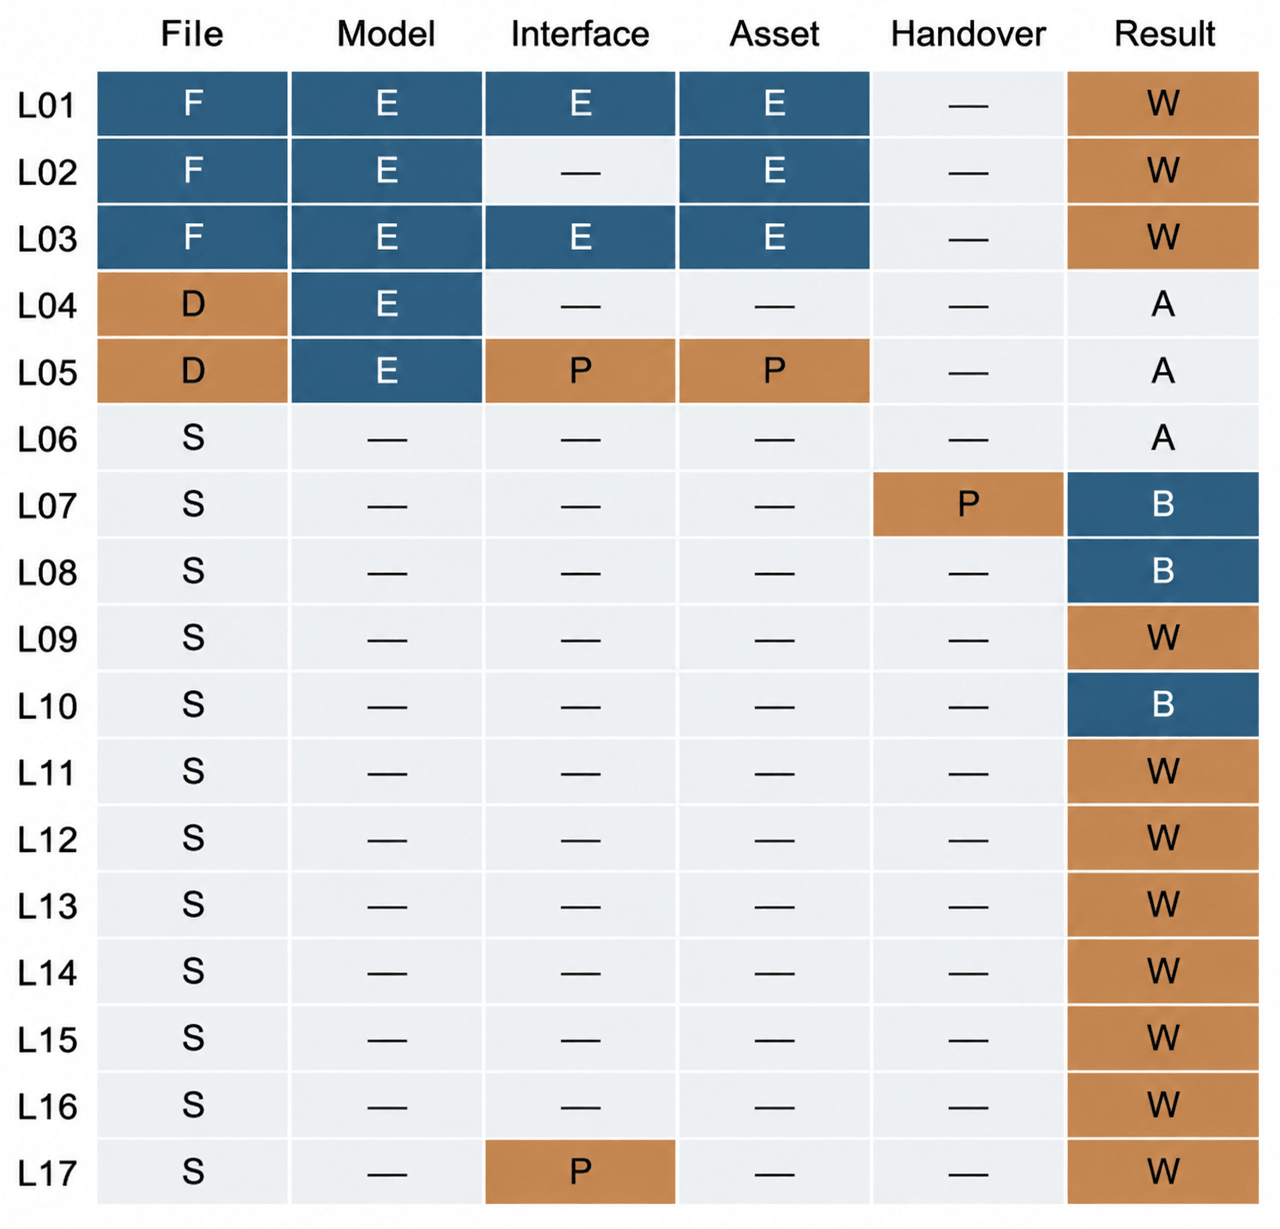 File Model Interface Asset Handover Result
L01 F E E E — W
L02 F E — E — W
L03 F E E E — W
L04 D E — — — A
L05 D E P P — A
L06 S — — — — A
L07 S — — — P B
L08 S — — — — B
L09 S — — — — W
L10 S — — — — B
L11 S — — — — W
L12 S — — — — W
L13 S — — — — W
L14 S — — — — W
L15 S — — — — W
L16 S — — — — W
L17 S — P — — W